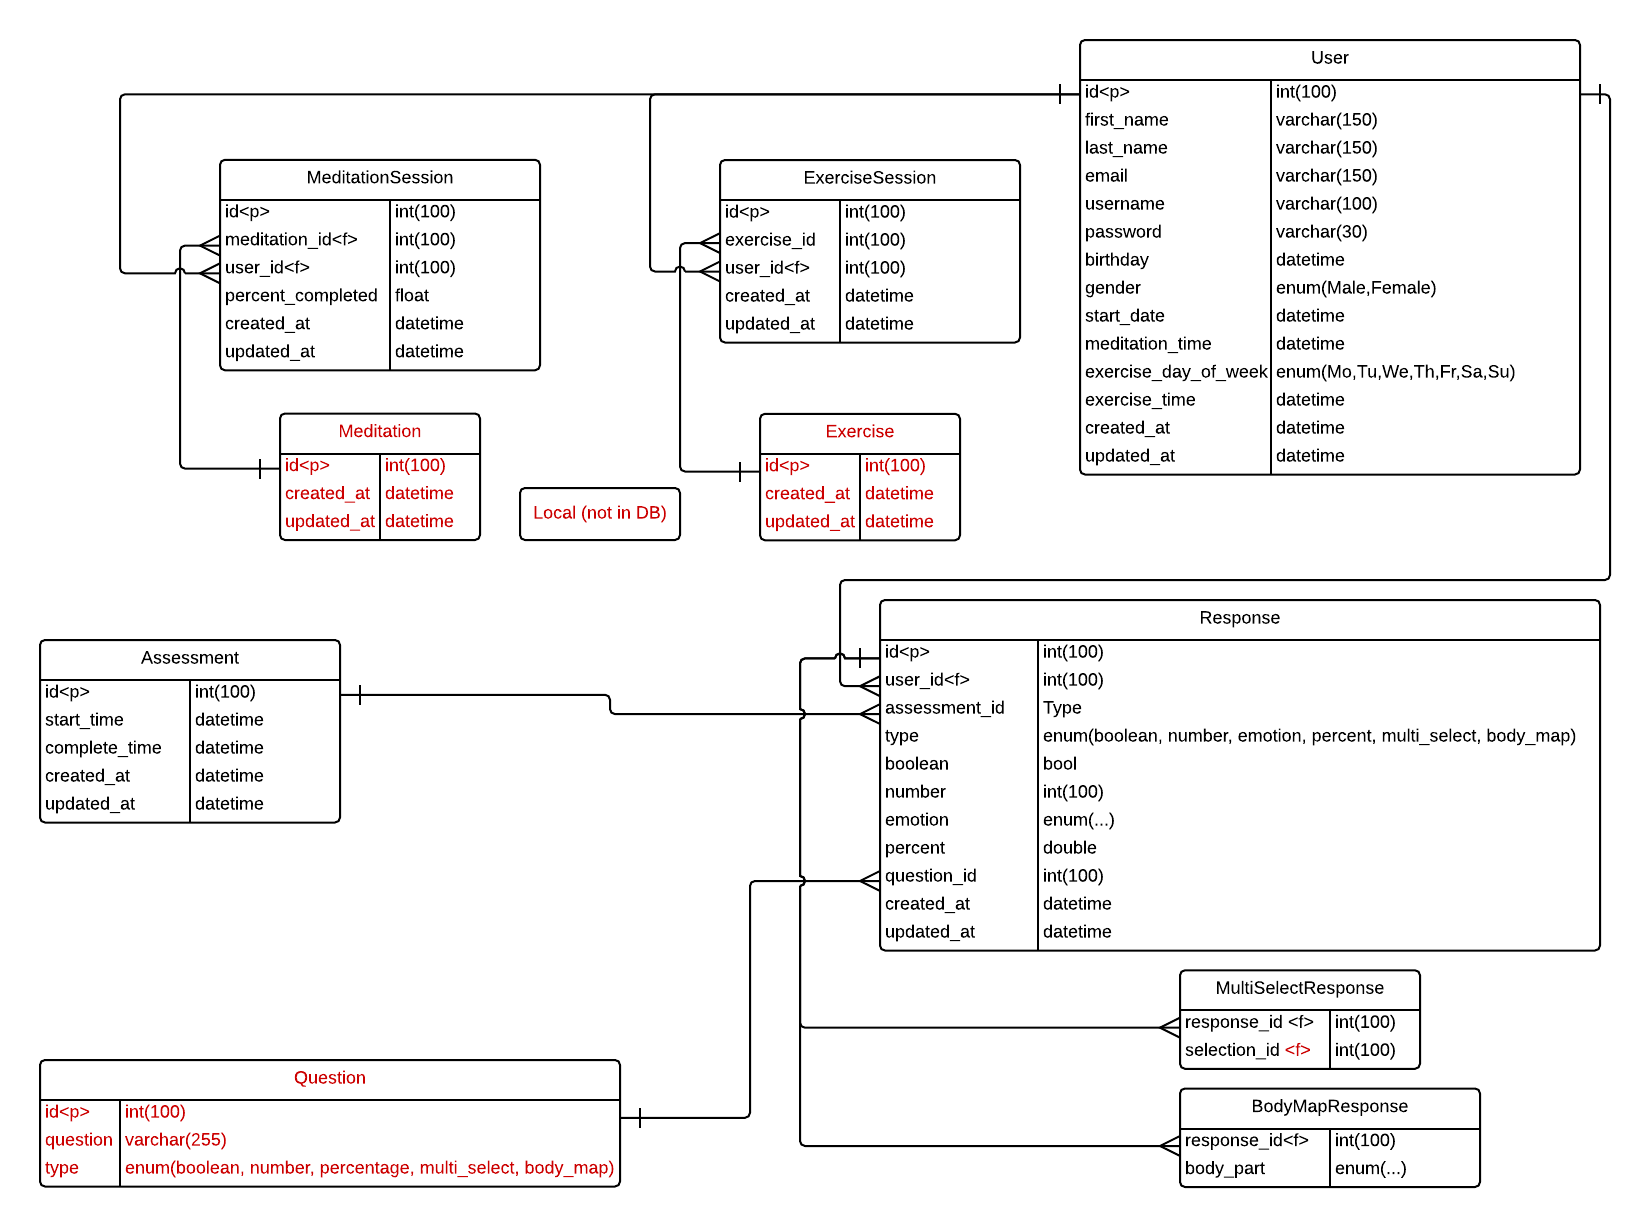 User
id<p> int(100)
first_name varchar(150)
last_name varchar(150)
email varchar(150)
username varchar(100)
password varchar(30)
birthday datetime
gender enum(Male,Female)
start_date datetime
meditation_time datetime
exercise_day_of_week enum(Mo,Tu,We,Th,Fr,Sa,Su)
exercise_time datetime
created_at datetime
updated_at datetime
MeditationSession
id<p> int(100)
meditation_id<f> int(100)
user_id<f> int(100)
percent_completed float
created_at datetime
updated_at datetime
ExerciseSession
id<p> int(100)
exercise_id int(100)
user_id<f> int(100)
created_at datetime
updated_at datetime
Meditation
id<p> int(100)
created_at datetime
updated_at datetime
Local (not in DB)
Exercise
id<p> int(100)
created_at datetime
updated_at datetime
Assessment
id<p> int(100)
start_time datetime
complete_time datetime
created_at datetime
updated_at datetime
Response
id<p> int(100)
user_id<f> int(100)
assessment_id Type
type enum(boolean, number, emotion, percent, multi_select, body_map)
boolean bool
number int(100)
emotion enum(...)
percent double
question_id int(100)
created_at datetime
updated_at datetime
MultiSelectResponse
response_id <f> int(100)
selection_id <f> int(100)
Question
id<p> int(100)
question varchar(255)
type enum(boolean, number, percentage, multi_select, body_map)
BodyMapResponse
response_id<f> int(100)
body_part enum(...)